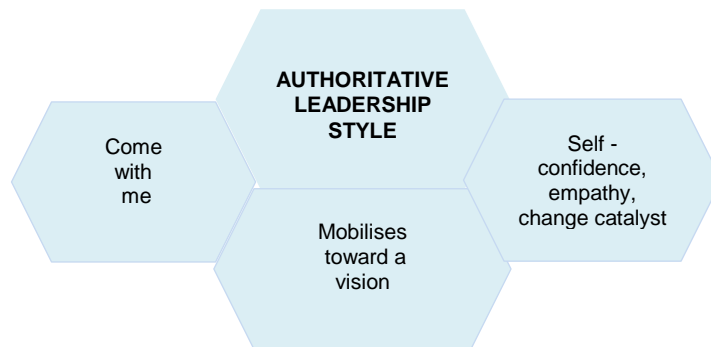 AUTHORITATIVE
LEADERSHIP
STYLE
Come
with
me
Self -
confidence,
empathy,
change catalyst
Mobilises
toward a
vision